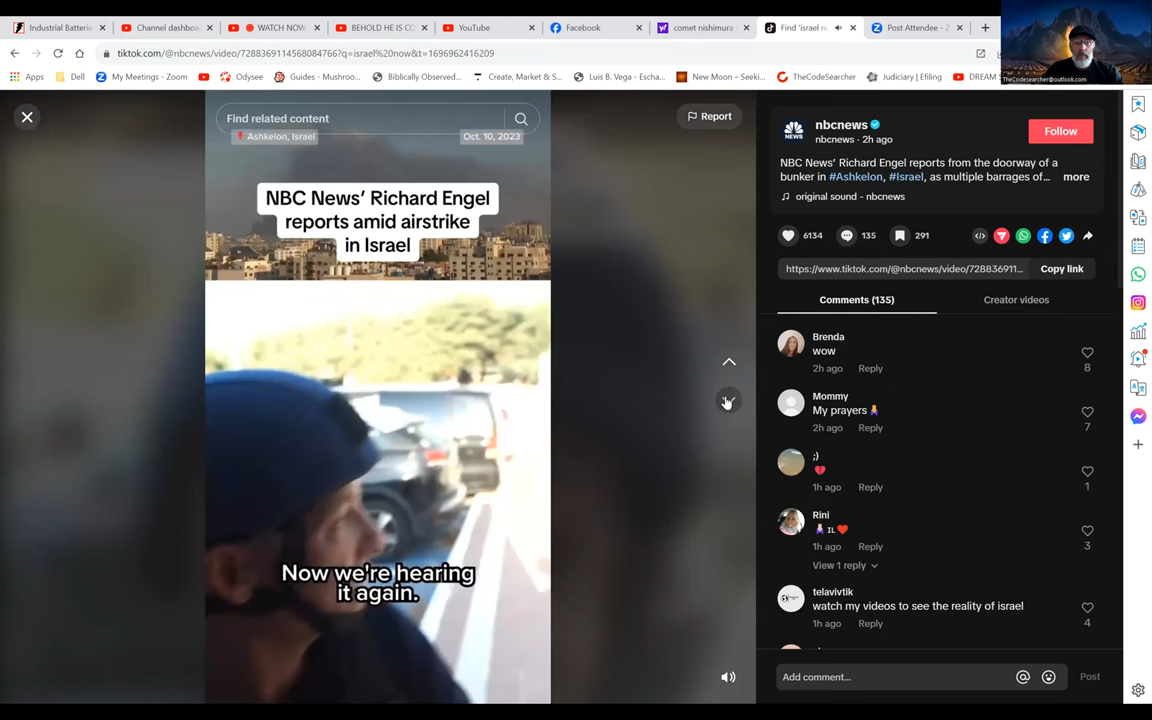 Industrial Batterie
Channel dashboa
WATCH NOW!
BEHOLD HE IS CO
YouTube
Facebook
comet nishimura
Find 'israel n
Post Attendee - Z
tiktok.com/@nbcnews/video/7288369114568084766?q=israel%20now&t=1696962416209
Apps
Dell
My Meetings - Zoom
Odysee
Guides - Mushroo...
Biblically Observed...
Create, Market & S...
Luis B. Vega - Escha...
New Moon – Seeki...
TheCodeSearcher
Judiciary | Efiling
DREAM S
TheCodesearcher@outlook.com
Find related content
Report
Ashkelon, Israel
Oct. 10, 2023
NBC News' Richard Engel
reports amid airstrike
in Israel
Now we're hearing
it again.
NEWS
nbcnews
nbcnews · 2h ago
Follow
NBC News' Richard Engel reports from the doorway of a
bunker in #Ashkelon, #Israel, as multiple barrages of... more
original sound - nbcnews
6134
135
291
https://www.tiktok.com/@nbcnews/video/728836911...
Copy link
Comments (135)
Creator videos
Brenda
wow
2h ago Reply
8
Mommy
My prayers
2h ago Reply
7
;)
1h ago Reply
1
Rini
IL
1h ago Reply
3
View 1 reply
telavivtik
watch my videos to see the reality of israel
1h ago Reply
4
Add comment...
@
Post